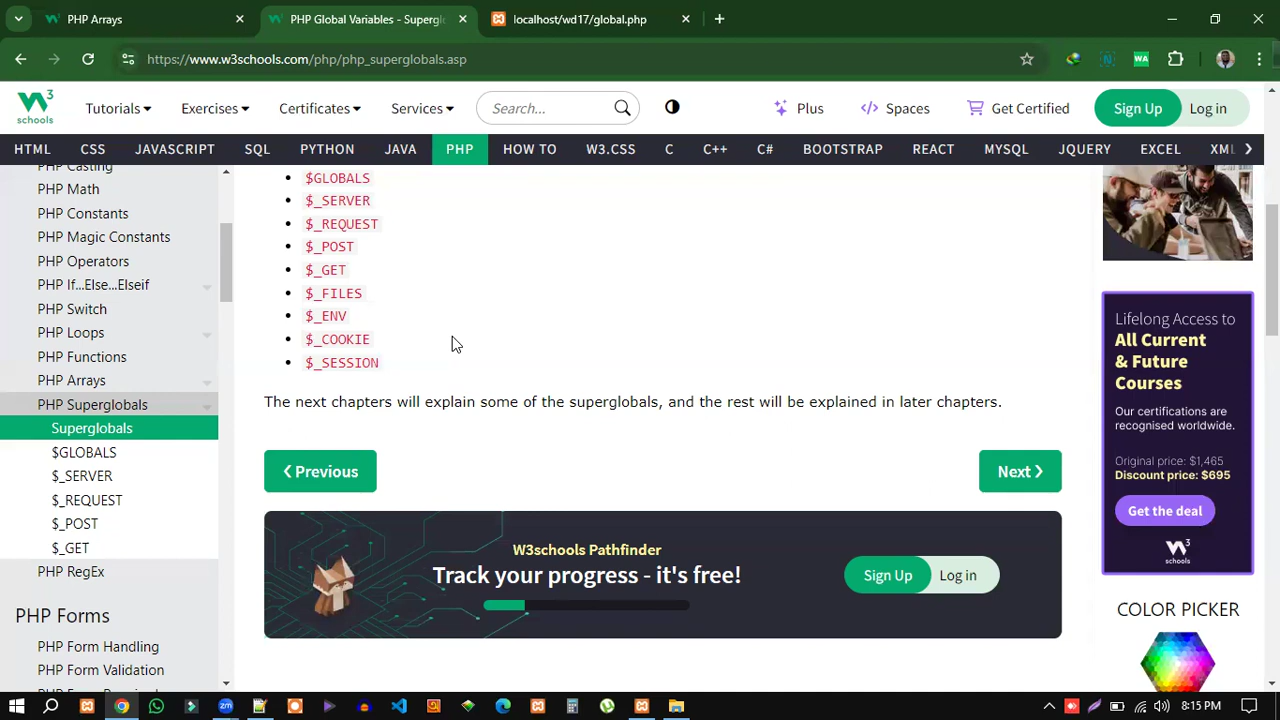 PHP Arrays
PHP Global Variables - Supergl
localhost/wd17/global.php
https://www.w3schools.com/php/php_superglobals.asp
WA
W3
schools
Tutorials
Exercises
Certificates
Services
Search...
Plus
Spaces
Get Certified
Sign Up
Log in
HTML
CSS
JAVASCRIPT
SQL
PYTHON
JAVA
PHP
HOW TO
W3.CSS
C
C++
C#
BOOTSTRAP
REACT
MYSQL
JQUERY
EXCEL
XML
PHP Casting
PHP Math
PHP Constants
PHP Magic Constants
PHP Operators
PHP If...Else...Elseif
PHP Switch
PHP Loops
PHP Functions
PHP Arrays
PHP Superglobals
Superglobals
$GLOBALS
$_SERVER
$_REQUEST
$_POST
$_GET
PHP RegEx
PHP Forms
PHP Form Handling
PHP Form Validation
$GLOBALS
$_SERVER
$_REQUEST
$_POST
$_GET
$_FILES
$_ENV
$_COOKIE
$_SESSION
The next chapters will explain some of the superglobals, and the rest will be explained in later chapters.
❮ Previous
Next ❯
W3schools Pathfinder
Track your progress - it's free!
Sign Up
Log in
Lifelong Access to
All Current
& Future
Courses
Our certifications are
recognised worldwide.
Original price: $1,465
Discount price: $695
Get the deal
W3
schools
COLOR PICKER
8:15 PM